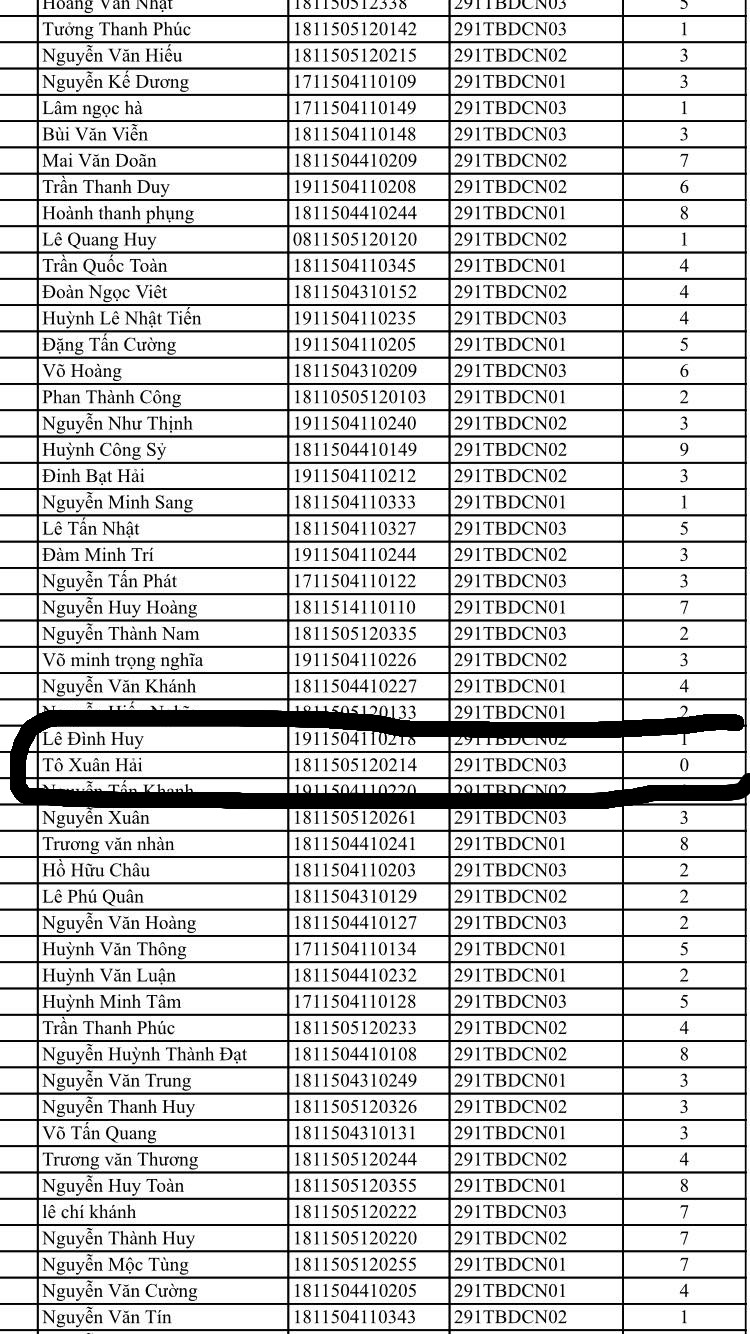 Hoàng Văn Nhật 1811505512338 291TBDCN03 5
Tưởng Thanh Phúc 1811505120142 291TBDCN03 1
Nguyễn Văn Hiếu 1811505120215 291TBDCN02 3
Nguyễn Kế Dương 1711504110109 291TBDCN01 3
Lâm ngọc hà 1711504110149 291TBDCN03 1
Bùi Văn Viễn 1811504110148 291TBDCN03 3
Mai Văn Doãn 1811504410209 291TBDCN02 7
Trần Thanh Duy 1911504110208 291TBDCN02 6
Hoành thanh phụng 1811504410244 291TBDCN01 8
Lê Quang Huy 0811505120120 291TBDCN02 1
Trần Quốc Toàn 1811504110345 291TBDCN01 4
Đoàn Ngọc Viêt 1811504310152 291TBDCN02 4
Huỳnh Lê Nhật Tiến 1911504110235 291TBDCN03 4
Đặng Tấn Cường 1911504110205 291TBDCN01 5
Võ Hoàng 1811504310209 291TBDCN03 6
Phan Thành Công 18110505120103 291TBDCN01 2
Nguyễn Như Thịnh 1911504110240 291TBDCN02 3
Huỳnh Công Sỷ 1811504410149 291TBDCN02 9
Đinh Bạt Hải 1911504110212 291TBDCN02 3
Nguyễn Minh Sang 1811504110333 291TBDCN01 1
Lê Tấn Nhật 1811504110327 291TBDCN03 5
Đàm Minh Trí 1911504110244 291TBDCN02 3
Nguyễn Tấn Phát 1711504110122 291TBDCN03 3
Nguyễn Huy Hoàng 1811514110110 291TBDCN01 7
Nguyễn Thành Nam 1811505120335 291TBDCN03 2
Võ minh trọng nghĩa 1911504110226 291TBDCN02 3
Nguyễn Văn Khánh 1811504410227 291TBDCN01 4
1811505120133 291TBDCN01 2
Lê Đình Huy 1911504110218 291TBDCN02 1
Tô Xuân Hải 1811505120214 291TBDCN03 0
Nguyễn Tấn Khanh 1911504110220 291TBDCN02
Nguyễn Xuân 1811505120261 291TBDCN03 3
Trương văn nhàn 1811504410241 291TBDCN01 8
Hồ Hữu Châu 1811504110203 291TBDCN03 2
Lê Phú Quân 1811504310129 291TBDCN02 2
Nguyễn Văn Hoàng 1811504410127 291TBDCN03 2
Huỳnh Văn Thông 1711504110134 291TBDCN01 5
Huỳnh Văn Luận 1811504410232 291TBDCN01 2
Huỳnh Minh Tâm 1711504110128 291TBDCN03 5
Trần Thanh Phúc 1811505120233 291TBDCN02 4
Nguyễn Huỳnh Thành Đạt 1811504410108 291TBDCN02 8
Nguyễn Văn Trung 1811504310249 291TBDCN01 3
Nguyễn Thanh Huy 1811505120326 291TBDCN02 3
Võ Tấn Quang 1811504310131 291TBDCN01 3
Trương văn Thương 1811505120244 291TBDCN02 4
Nguyễn Huy Toàn 1811505120355 291TBDCN01 8
lê chí khánh 1811505120222 291TBDCN03 7
Nguyễn Thành Huy 1811505120220 291TBDCN02 7
Nguyễn Mộc Tùng 1811505120255 291TBDCN01 7
Nguyễn Văn Cường 1811504410205 291TBDCN01 4
Nguyễn Văn Tín 1811504110343 291TBDCN02 1